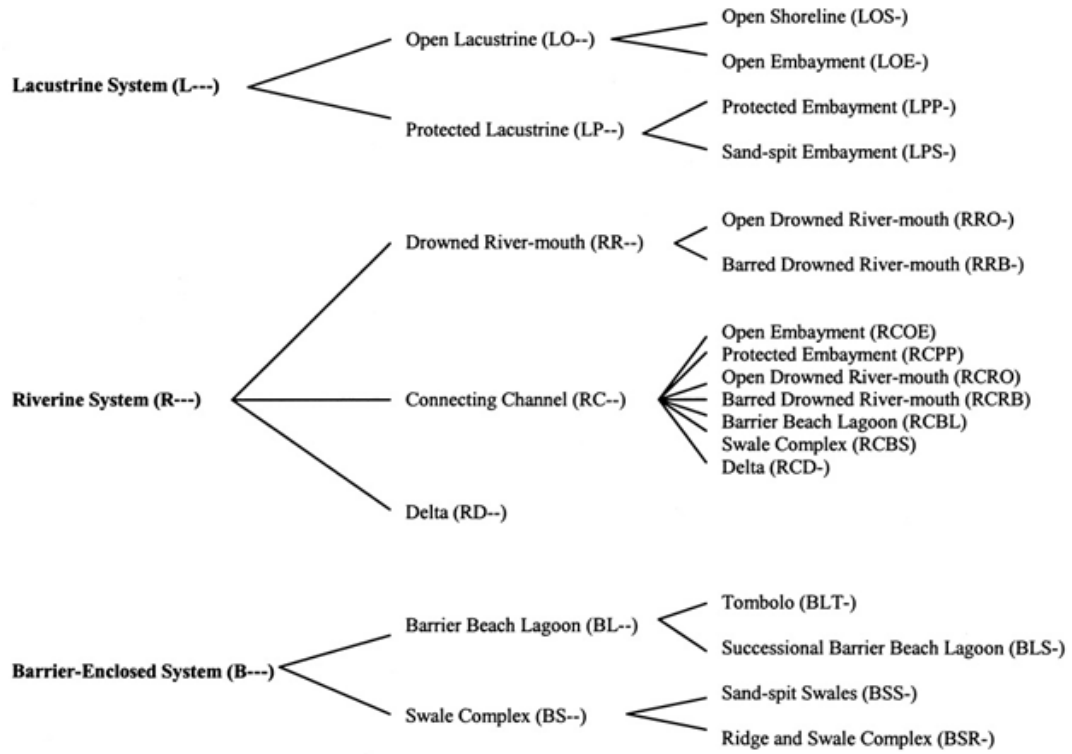 Open Shoreline (LOS-)
Open Lacustrine (LO--)
Open Embayment (LOE-)
Lacustrine System (L---)
Protected Embayment (LPP-)
Protected Lacustrine (LP--)
Sand-spit Embayment (LPS-)
Open Drowned River-mouth (RRO-)
Drowned River-mouth (RR--)
Barred Drowned River-mouth (RRB-)
Open Embayment (RCOE)
Protected Embayment (RCPP)
Open Drowned River-mouth (RCRO)
Riverine System (R---)
Connecting Channel (RC--)
Barred Drowned River-mouth (RCRB)
Barrier Beach Lagoon (RCBL)
Swale Complex (RCBS)
Delta (RCD-)
Delta (RD--)
Tombolo (BLT-)
Barrier Beach Lagoon (BL--)
Successional Barrier Beach Lagoon (BLS-)
Barrier-Enclosed System (B---)
Sand-spit Swales (BSS-)
Swale Complex (BS--)
Ridge and Swale Complex (BSR-)